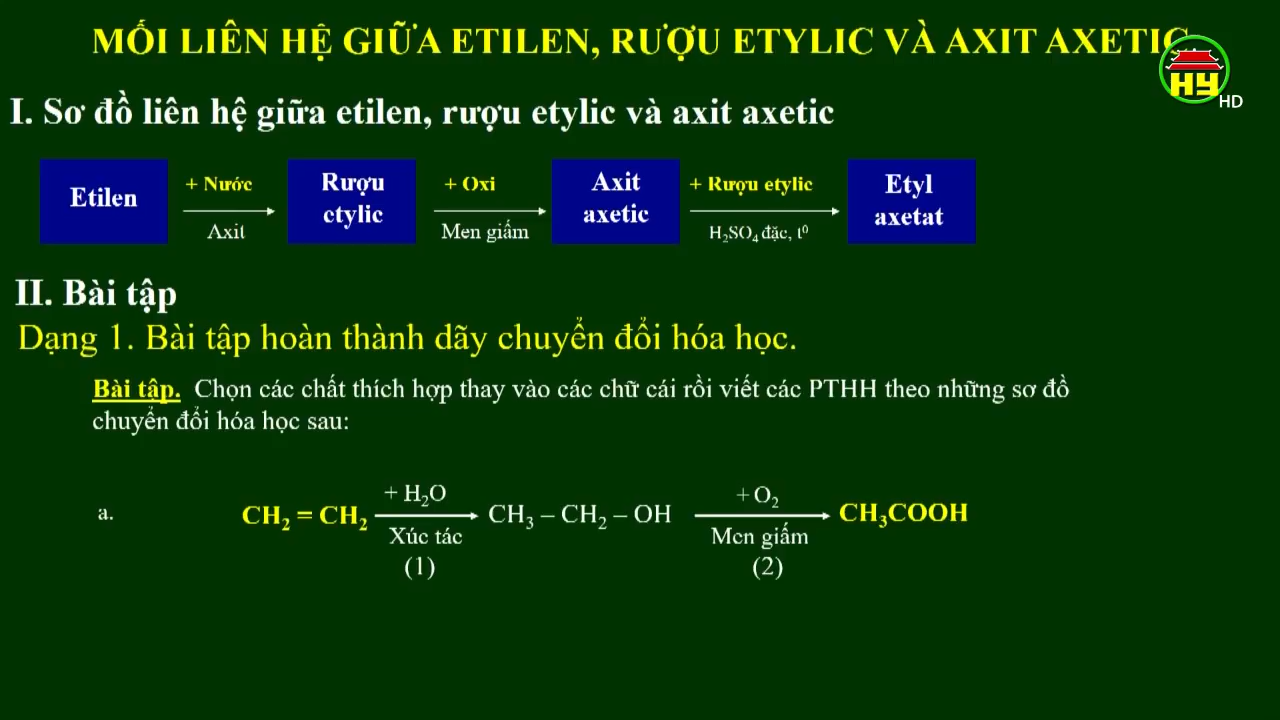 MỐI LIÊN HỆ GIỮA ETILEN, RƯỢU ETYLIC VÀ AXIT AXETIC
HY HD
I. Sơ đồ liên hệ giữa etilen, rượu etylic và axit axetic
Etilen
+ Nước
Axit
Rượu
etylic
+ Oxi
Men giấm
Axit
axetic
+ Rượu etylic
H₂SO₄ đặc, t⁰
Etyl
axetat
II. Bài tập
Dạng 1. Bài tập hoàn thành dãy chuyển đổi hóa học.
Bài tập. Chọn các chất thích hợp thay vào các chữ cái rồi viết các PTHH theo những sơ đồ
chuyển đổi hóa học sau:
a.
CH₂ = CH₂
+ H₂O
Xúc tác
(1)
CH₃ – CH₂ – OH
+ O₂
Men giấm
(2)
CH₃COOH